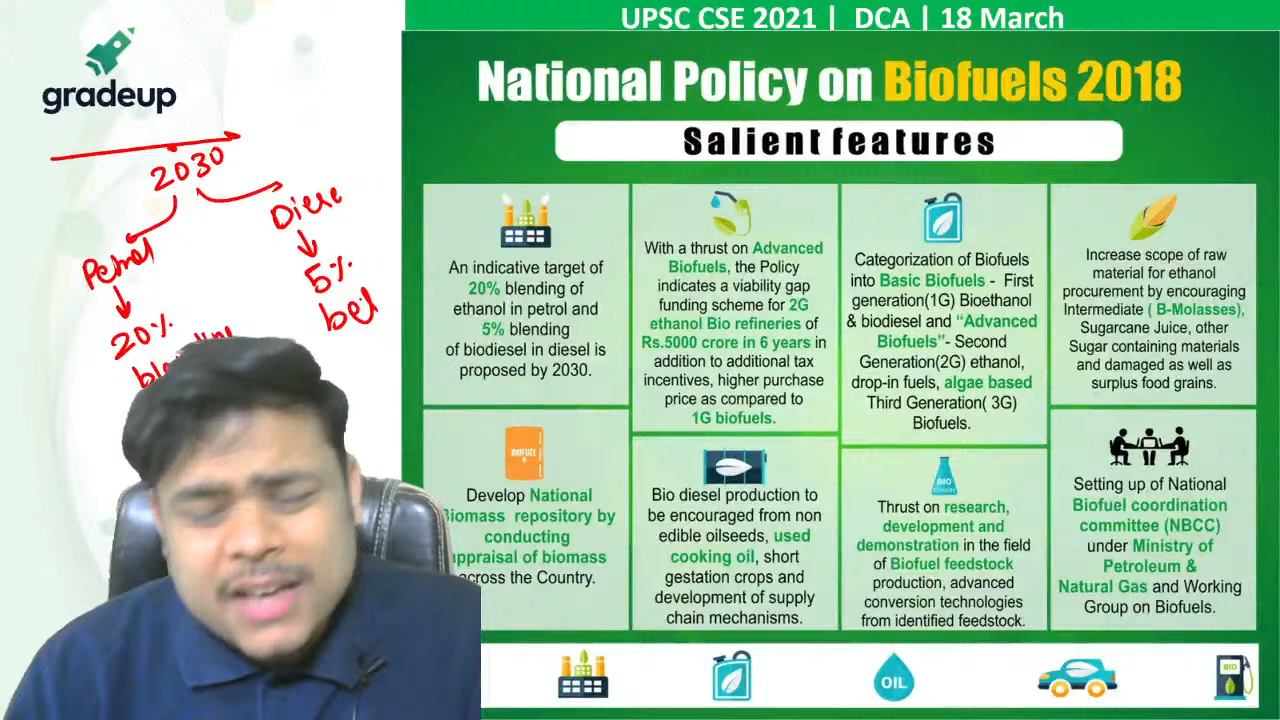 UPSC CSE 2021 | DCA | 18 March
gradeup
2030
Petrol
20%
Diese
5%
National Policy on Biofuels 2018
Salient features
An indicative target of
20% blending of
ethanol in petrol and
5% blending
of biodiesel in diesel is
proposed by 2030.
With a thrust on Advanced
Biofuels, the Policy
indicates a viability gap
funding scheme for 2G
ethanol Bio refineries of
Rs.5000 crore in 6 years in
addition to additional tax
incentives, higher purchase
price as compared to
1G biofuels.
Categorization of Biofuels
into Basic Biofuels - First
generation(1G) Bioethanol
& biodiesel and “Advanced
Biofuels”- Second
Generation(2G) ethanol,
drop-in fuels, algae based
Third Generation( 3G)
Biofuels.
Increase scope of raw
material for ethanol
procurement by encouraging
Intermediate ( B-Molasses),
Sugarcane Juice, other
Sugar containing materials
and damaged as well as
surplus food grains.
BIOFUEL
Develop National
Biomass repository by
conducting
appraisal of biomass
across the Country.
Bio diesel production to
be encouraged from non
edible oilseeds, used
cooking oil, short
gestation crops and
development of supply
chain mechanisms.
BIO
Thrust on research,
development and
demonstration in the field
of Biofuel feedstock
production, advanced
conversion technologies
from identified feedstock.
Setting up of National
Biofuel coordination
committee (NBCC)
under Ministry of
Petroleum &
Natural Gas and Working
Group on Biofuels.
OIL
BIO